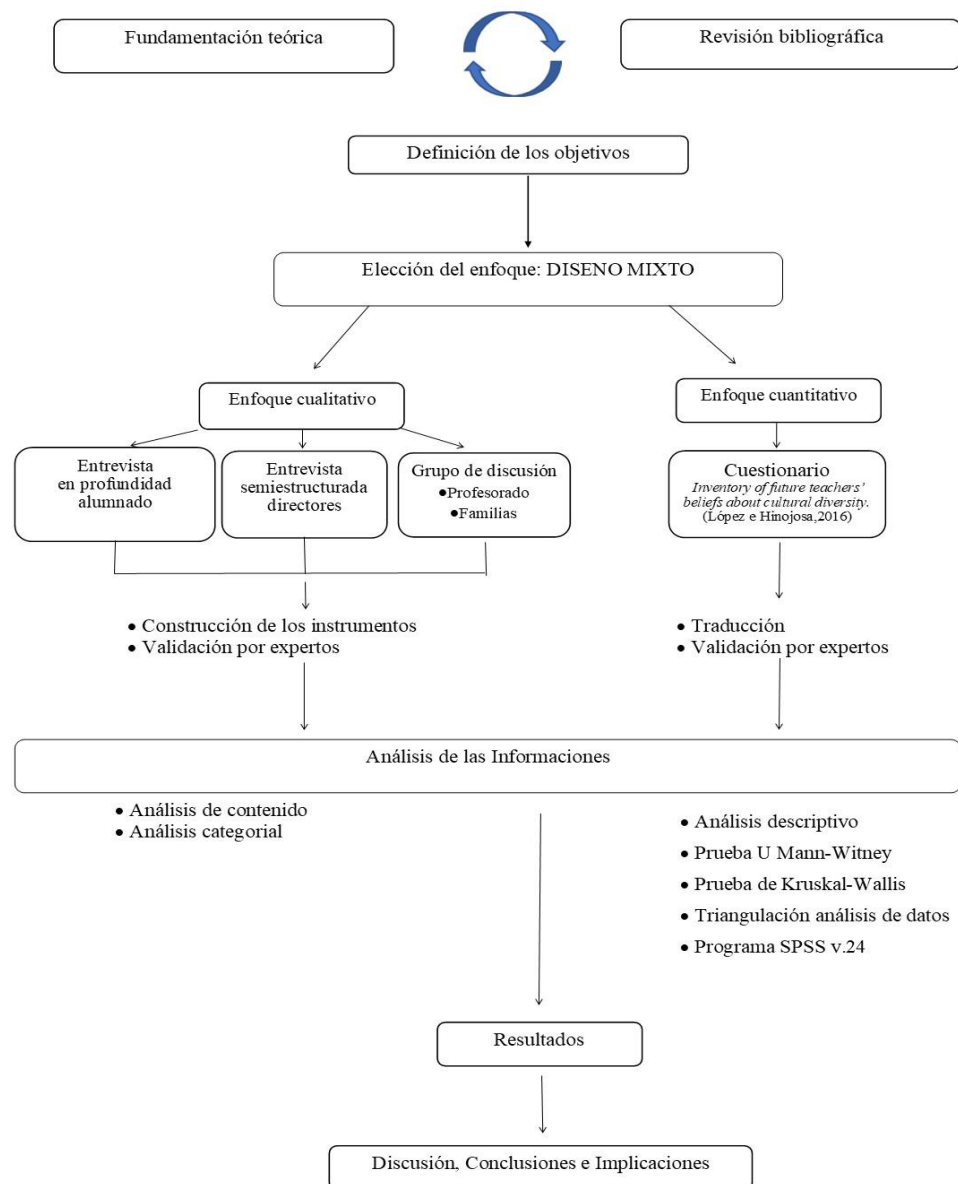 Fundamentación teórica
Revisión bibliográfica
Definición de los objetivos
Elección del enfoque: DISENO MIXTO
Enfoque cualitativo
Enfoque cuantitativo
Entrevista
en profundidad
alumnado
Entrevista
semiestructurada
directores
Grupo de discusión
●Profesorado
●Familias
Cuestionario
Inventory of future teachers’
beliefs about cultural diversity.
(López e Hinojosa,2016)
● Construcción de los instrumentos
● Validación por expertos
● Traducción
● Validación por expertos
Análisis de las Informaciones
● Análisis de contenido
● Análisis categorial
● Análisis descriptivo
● Prueba U Mann-Witney
● Prueba de Kruskal-Wallis
● Triangulación análisis de datos
● Programa SPSS v.24
Resultados
Discusión, Conclusiones e Implicaciones